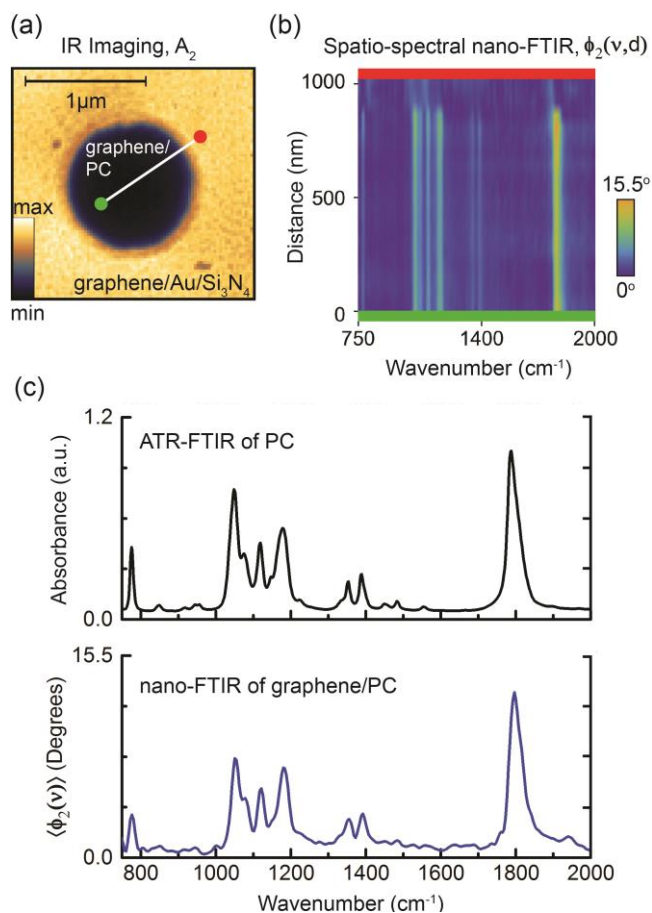 (a)
IR Imaging, A₂
1μm
graphene/
PC
max
min
graphene/Au/Si₃N₄
(b)
Spatio-spectral nano-FTIR, ϕ₂(ν,d)
1000
500
0
Distance (nm)
750 1400 2000
Wavenumber (cm⁻¹)
15.5°
0°
(c)
1.2
0.0
Absorbance (a.u.)
ATR-FTIR of PC
15.5
0.0
⟨ϕ₂(ν)⟩ (Degrees)
nano-FTIR of graphene/PC
800 1000 1200 1400 1600 1800 2000
Wavenumber (cm⁻¹)